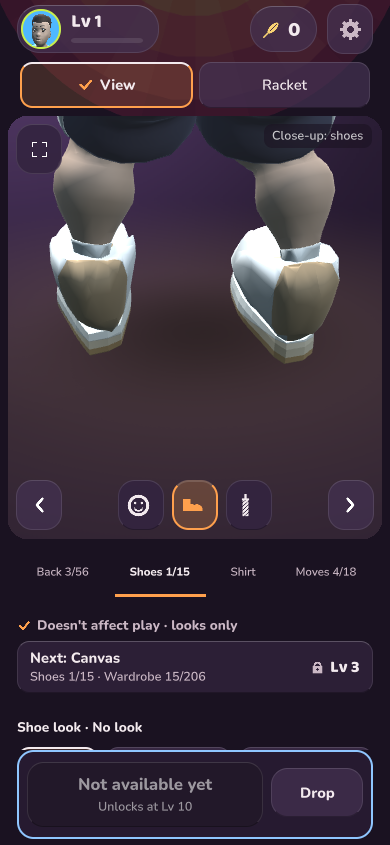 Lv 1
0
View
Racket
Close-up: shoes
Back 3/56
Shoes 1/15
Shirt
Moves 4/18
Doesn't affect play · looks only
Next: Canvas
Shoes 1/15 · Wardrobe 15/206
Lv 3
Shoe look · No look
Not available yet
Unlocks at Lv 10
Drop